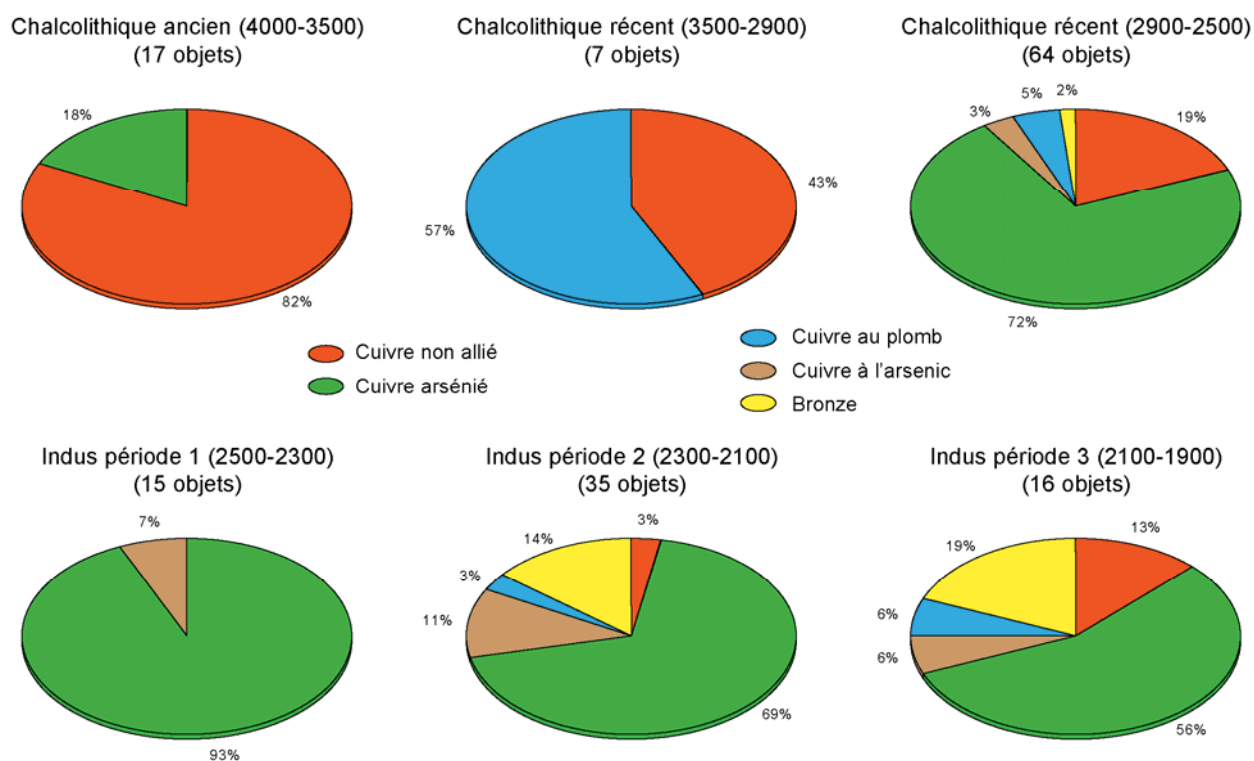 Chalcolithique ancien (4000-3500)
(17 objets)
18%
82%
Chalcolithique récent (3500-2900)
(7 objets)
43%
57%
Chalcolithique récent (2900-2500)
(64 objets)
3%
5%
2%
19%
72%
Cuivre non allié
Cuivre arsénié
Cuivre au plomb
Cuivre à l'arsenic
Bronze
Indus période 1 (2500-2300)
(15 objets)
7%
93%
Indus période 2 (2300-2100)
(35 objets)
14%
3%
3%
11%
69%
Indus période 3 (2100-1900)
(16 objets)
19%
13%
6%
6%
56%